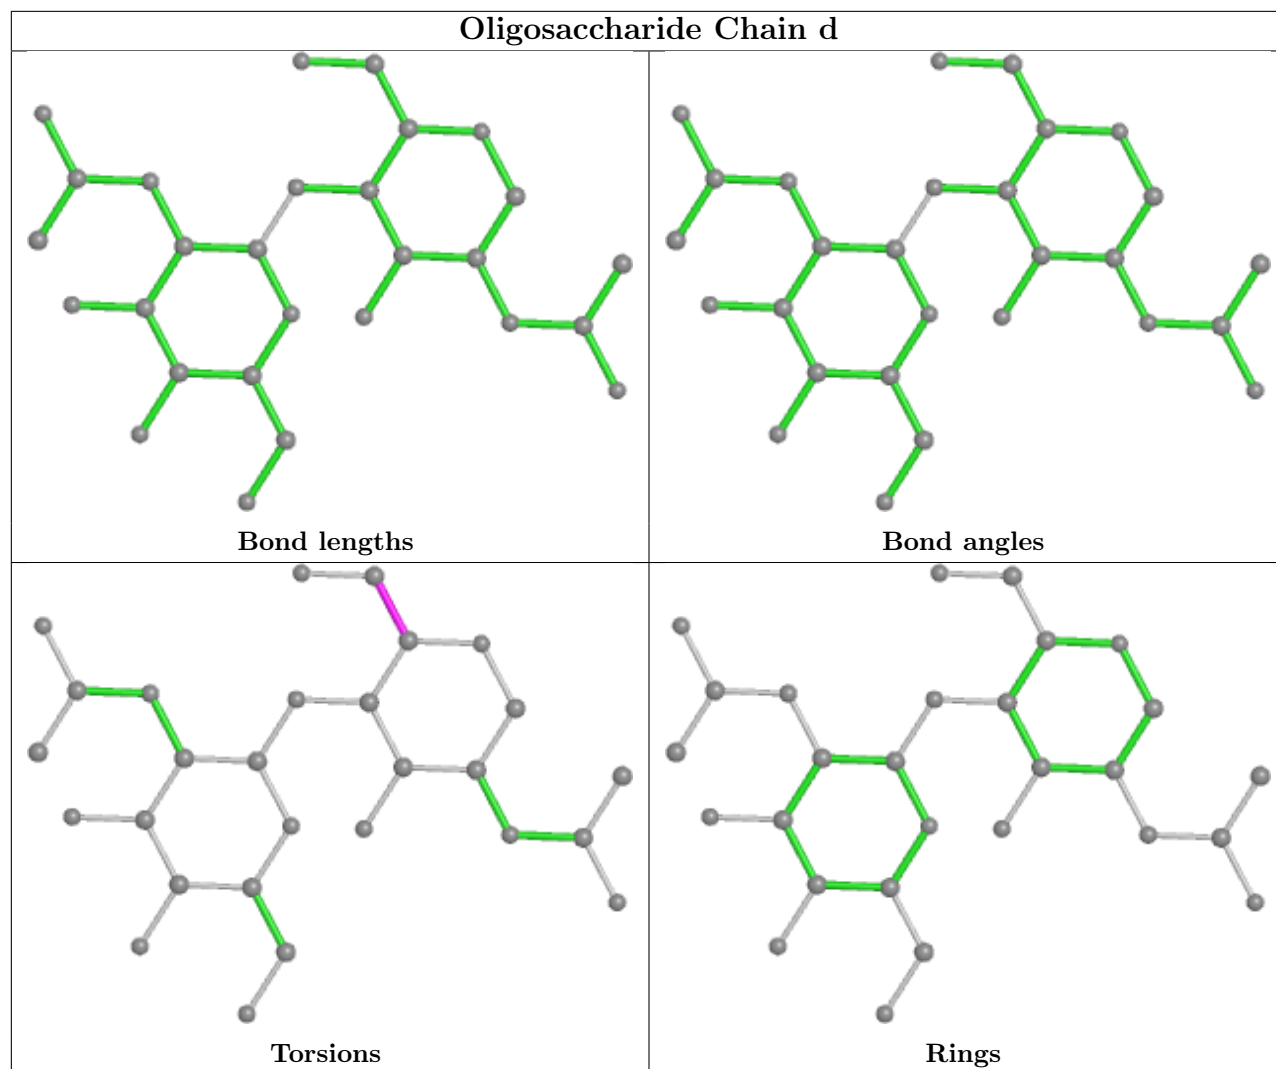 Oligosaccharide Chain d
Bond lengths
Bond angles
Torsions
Rings